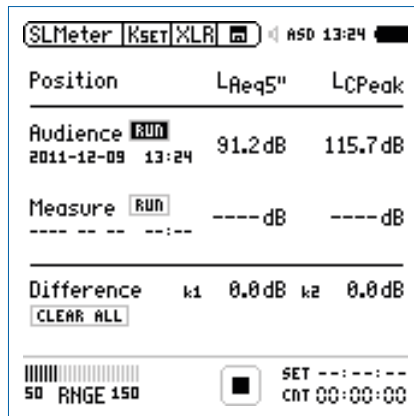 SLMeter KSET XLR ASD 13:24
Position LAeq5" LCPeak
Audience RUN 91.2dB 115.7dB
2011-12-09 13:24
Measure RUN ----dB ----dB
---- -- -- --:--
Difference k1 0.0dB k2 0.0dB
CLEAR ALL
SET --:--:--
50 RNGE 150 CNT 00:00:00